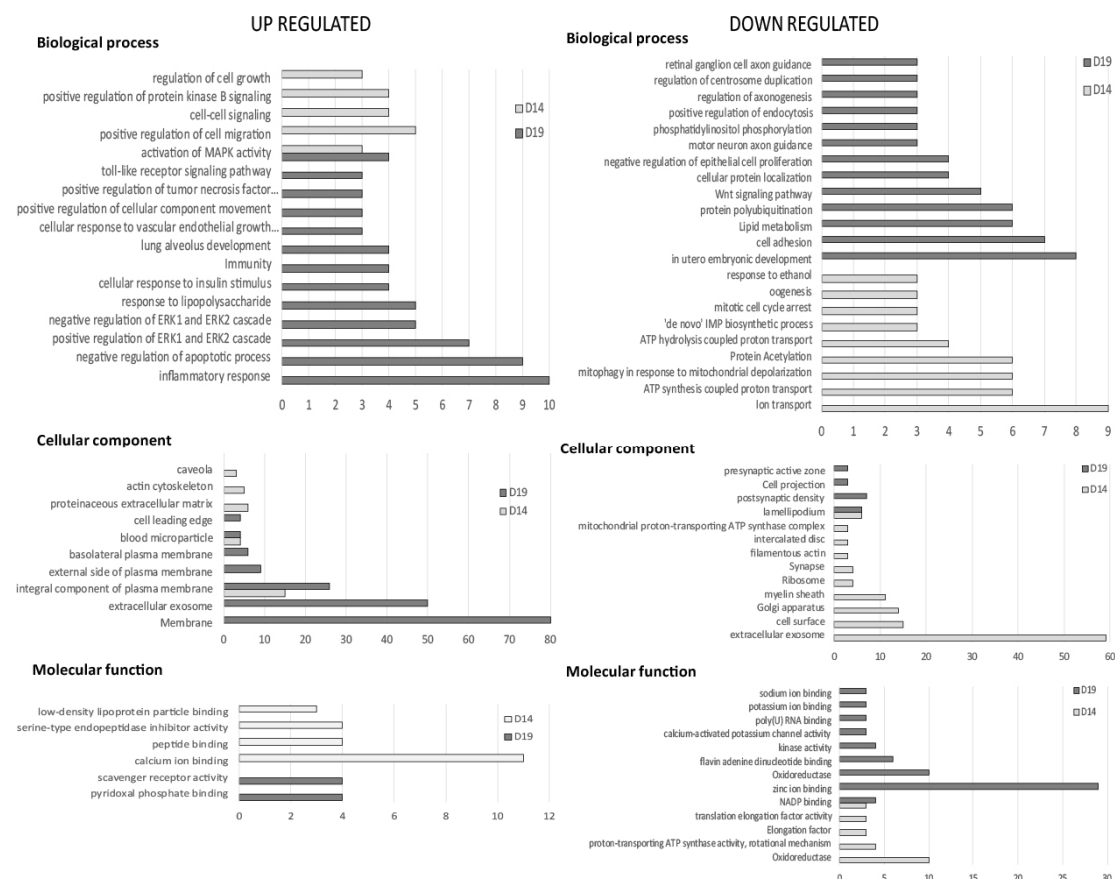 UP REGULATED
Biological process
regulation of cell growth
positive regulation of protein kinase B signaling
cell-cell signaling
positive regulation of cell migration
activation of MAPK activity
toll-like receptor signaling pathway
positive regulation of tumor necrosis factor...
positive regulation of cellular component movement
cellular response to vascular endothelial growth...
lung alveolus development
Immunity
cellular response to insulin stimulus
response to lipopolysaccharide
negative regulation of ERK1 and ERK2 cascade
positive regulation of ERK1 and ERK2 cascade
negative regulation of apoptotic process
inflammatory response
0 1 2 3 4 5 6 7 8 9 10
D14
D19
Cellular component
caveola
actin cytoskeleton
proteinaceous extracellular matrix
cell leading edge
blood microparticle
basolateral plasma membrane
external side of plasma membrane
integral component of plasma membrane
extracellular exosome
Membrane
0 10 20 30 40 50 60 70 80
D19
D14
Molecular function
low-density lipoprotein particle binding
serine-type endopeptidase inhibitor activity
peptide binding
calcium ion binding
scavenger receptor activity
pyridoxal phosphate binding
0 2 4 6 8 10 12
D14
D19
DOWN REGULATED
Biological process
retinal ganglion cell axon guidance
regulation of centrosome duplication
regulation of axonogenesis
positive regulation of endocytosis
phosphatidylinositol phosphorylation
motor neuron axon guidance
negative regulation of epithelial cell proliferation
cellular protein localization
Wnt signaling pathway
protein polyubiquitination
Lipid metabolism
cell adhesion
in utero embryonic development
response to ethanol
oogenesis
mitotic cell cycle arrest
'de novo' IMP biosynthetic process
ATP hydrolysis coupled proton transport
Protein Acetylation
mitophagy in response to mitochondrial depolarization
ATP synthesis coupled proton transport
Ion transport
0 1 2 3 4 5 6 7 8 9
D19
D14
Cellular component
presynaptic active zone
Cell projection
postsynaptic density
lamellipodium
mitochondrial proton-transporting ATP synthase complex
intercalated disc
filamentous actin
Synapse
Ribosome
myelin sheath
Golgi apparatus
cell surface
extracellular exosome
0 10 20 30 40 50 60
D19
D14
Molecular function
sodium ion binding
potassium ion binding
poly(U) RNA binding
calcium-activated potassium channel activity
kinase activity
flavin adenine dinucleotide binding
Oxidoreductase
zinc ion binding
NADP binding
translation elongation factor activity
Elongation factor
proton-transporting ATP synthase activity, rotational mechanism
Oxidoreductase
0 5 10 15 20 25 30
D19
D14